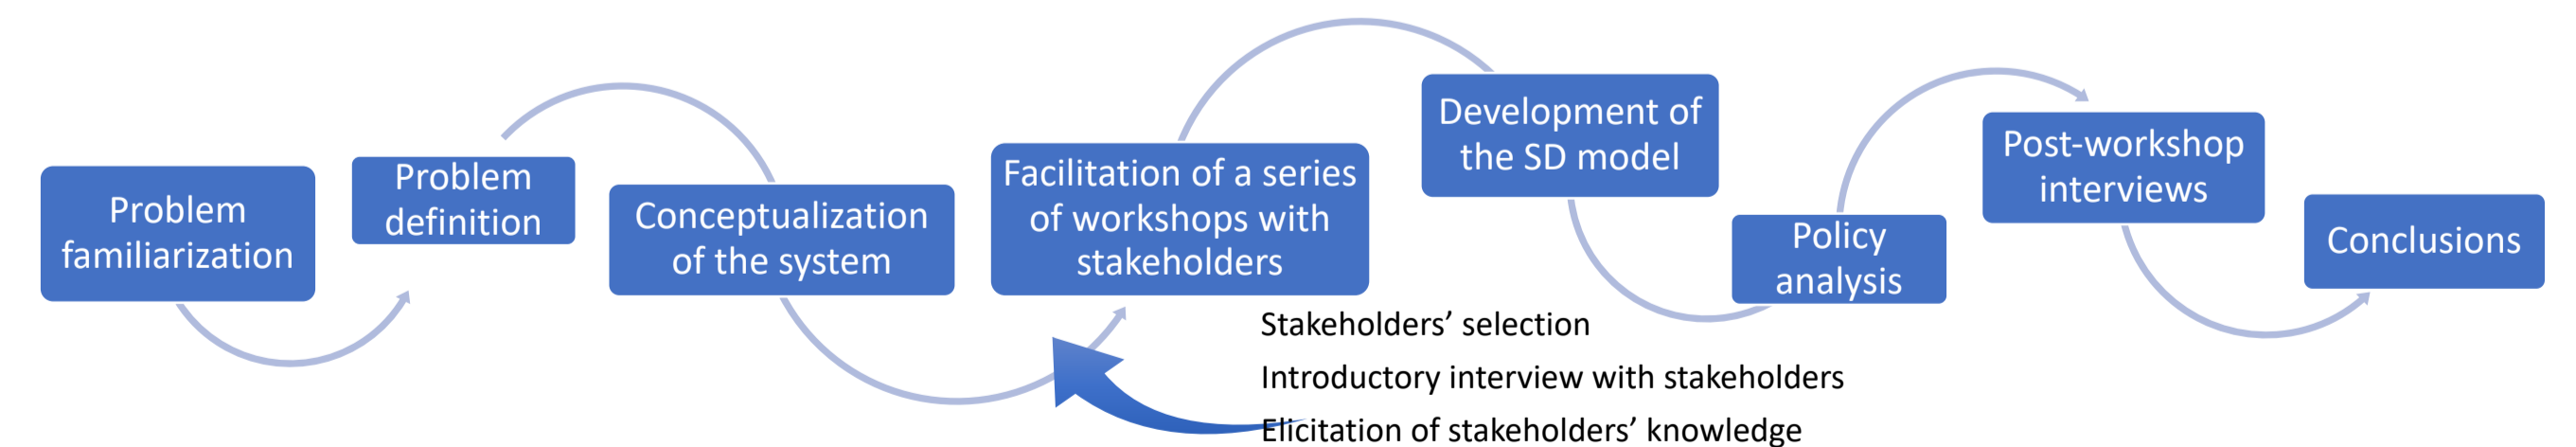 Problem
familiarization
Problem
definition
Conceptualization
of the system
Facilitation of a series
of workshops with
stakeholders
Stakeholders’ selection
Introductory interview with stakeholders
Elicitation of stakeholders’ knowledge
Development of
the SD model
Policy
analysis
Post-workshop
interviews
Conclusions